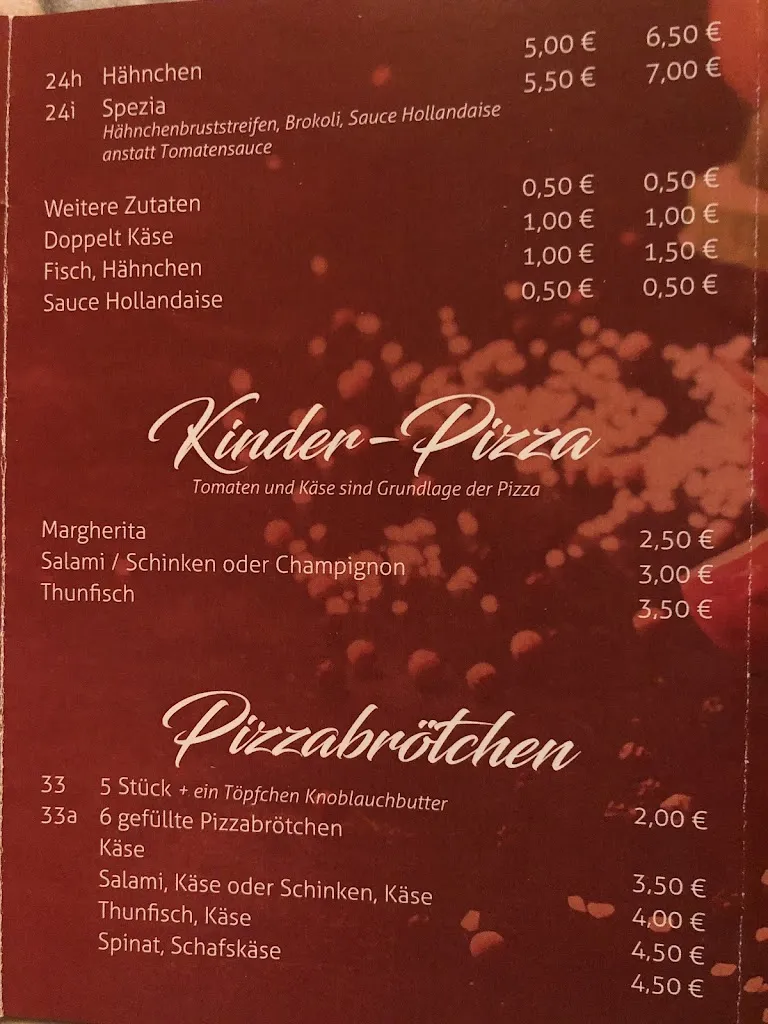 24h Hähnchen 5,00 € 6,50 €
24i Spezia 5,50 € 7,00 €
Hähnchenbruststreifen, Brokoli, Sauce Hollandaise
anstatt Tomatensauce
Weitere Zutaten 0,50 € 0,50 €
Doppelt Käse 1,00 € 1,00 €
Fisch, Hähnchen 1,00 € 1,50 €
Sauce Hollandaise 0,50 € 0,50 €
Kinder-Pizza
Tomaten und Käse sind Grundlage der Pizza
Margherita 2,50 €
Salami / Schinken oder Champignon 3,00 €
Thunfisch 3,50 €
Pizzabrötchen
33 5 Stück + ein Töpfchen Knoblauchbutter 2,00 €
33a 6 gefüllte Pizzabrötchen
Käse 3,50 €
Salami, Käse oder Schinken, Käse 4,00 €
Thunfisch, Käse 4,50 €
Spinat, Schafskäse 4,50 €